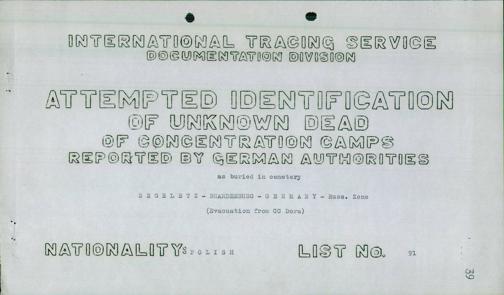 INTERNATIONAL TRACING SERVICE
DOCUMENTATION DIVISION
ATTEMPTED IDENTIFICATION
OF UNKNOWN DEAD
OF CONCENTRATION CAMPS
REPORTED BY GERMAN AUTHORITIES
as buried in cemetery
SEGELETZ - BRANDENBURG - GERMANY - Russ. Zone
(Evacuation from CC Dora)
NATIONALITY: POLISH LIST No. 91
39